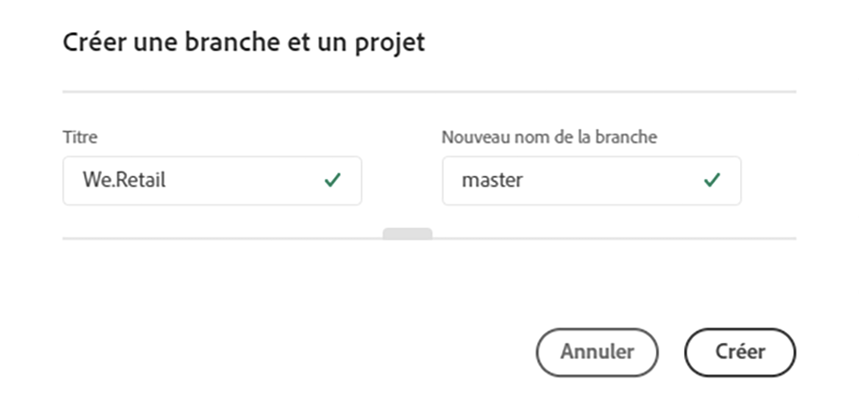 Créer une branche et un projet
Titre
Nouveau nom de la branche
We.Retail
master
Annuler
Créer